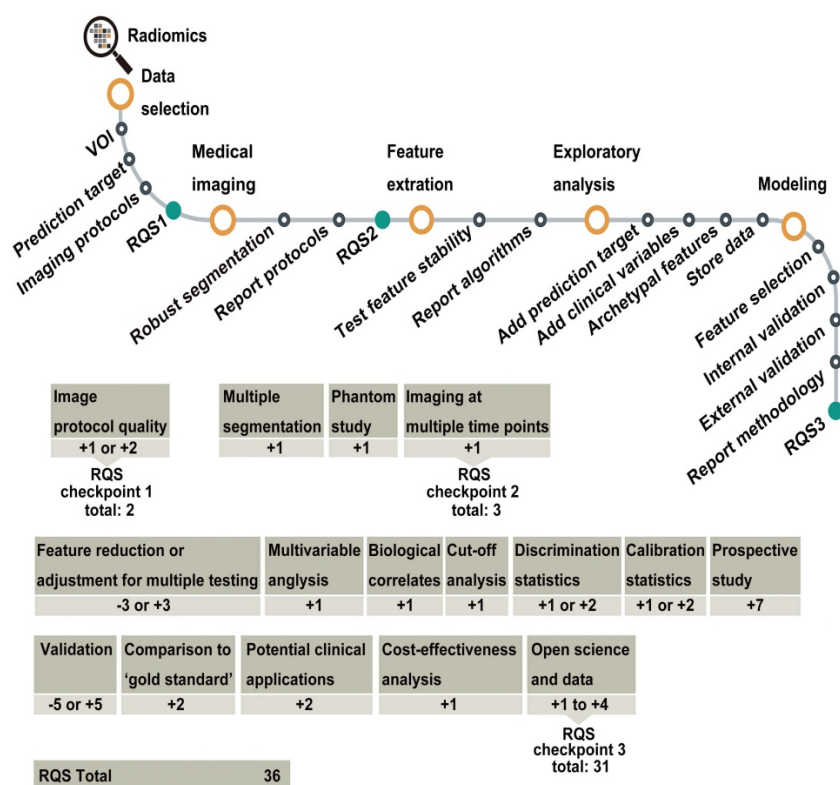 Radiomics
Data
selection
VOI
Prediction target
Imaging protocols
RQS1
Medical
imaging
Robust segmentation
Report protocols
RQS2
Feature
extration
Test feature stability
Report algorithms
Exploratory
analysis
Add prediction target
Add clinical variables
Archetypal features
Store data
Modeling
Feature selection
Internal validation
External validation
Report methodology
RQS3
Image
protocol quality
+1 or +2
RQS
checkpoint 1
total: 2
Multiple
segmentation
+1
Phantom
study
+1
Imaging at
multiple time points
+1
RQS
checkpoint 2
total: 3
Feature reduction or
adjustment for multiple testing
-3 or +3
Multivariable
anglysis
+1
Biological
correlates
+1
Cut-off
analysis
+1
Discrimination
statistics
+1 or +2
Calibration
statistics
+1 or +2
Prospective
study
+7
Validation
-5 or +5
Comparison to
‘gold standard’
+2
Potential clinical
applications
+2
Cost-effectiveness
analysis
+1
Open science
and data
+1 to +4
RQS
checkpoint 3
total: 31
RQS Total 36